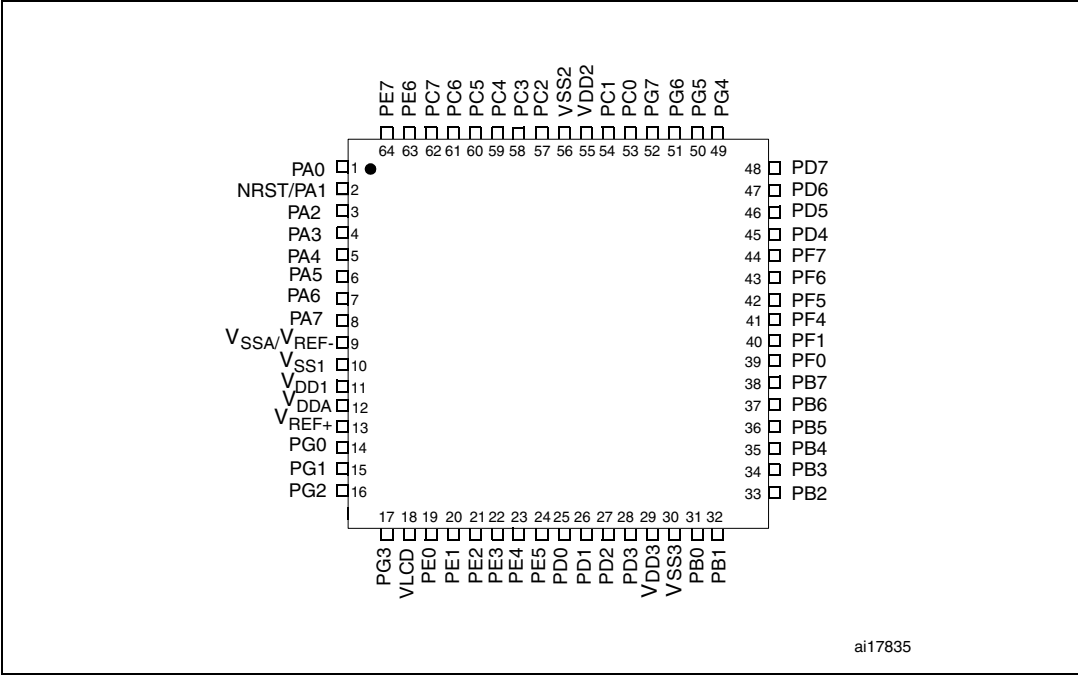 PE7 PE6 PC7 PC6 PC5 PC4 PC3 PC2 VSS2 VDD2 PC1 PC0 PG7 PG6 PG5 PG4
64 63 62 61 60 59 58 57 56 55 54 53 52 51 50 49
PA0 1 48 PD7
NRST/PA1 2 47 PD6
PA2 3 46 PD5
PA3 4 45 PD4
PA4 5 44 PF7
PA5 6 43 PF6
PA6 7 42 PF5
PA7 8 41 PF4
VSSA/VREF- 9 40 PF1
VSS1 10 39 PF0
VDD1 11 38 PB7
VDDA 12 37 PB6
VREF+ 13 36 PB5
PG0 14 35 PB4
PG1 15 34 PB3
PG2 16 33 PB2
17 18 19 20 21 22 23 24 25 26 27 28 29 30 31 32
PG3 VLCD PE0 PE1 PE2 PE3 PE4 PE5 PD0 PD1 PD2 PD3 VDD3 VSS3 PB0 PB1
ai17835